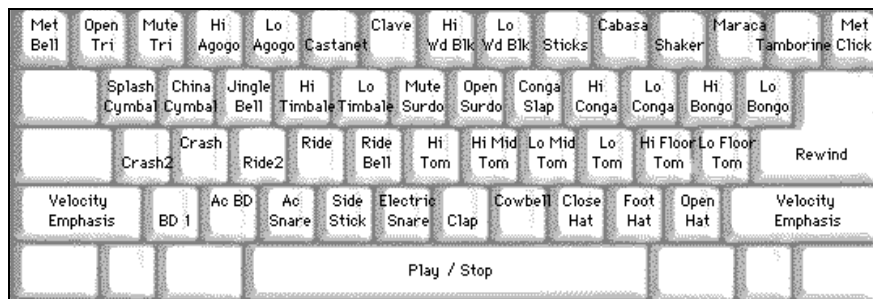 Met Bell Open Tri Mute Tri Hi Agogo Lo Agogo Castanet Clave Hi Wd Blk Lo Wd Blk Sticks Cabasa Shaker Maraca Tamborine Met Click
Splash Cymbal China Cymbal Jingle Bell Hi Timbale Lo Timbale Mute Surdo Open Surdo Conga Slap Hi Conga Lo Conga Hi Bongo Lo Bongo
Crash2 Crash Ride2 Ride Ride Bell Hi Tom Hi Mid Tom Lo Mid Tom Lo Tom Hi Floor Tom Lo Floor Tom Rewind
Velocity Emphasis BD 1 Ac BD Ac Snare Side Stick Electric Snare Clap Cowbell Close Hat Foot Hat Open Hat Velocity Emphasis
Play / Stop